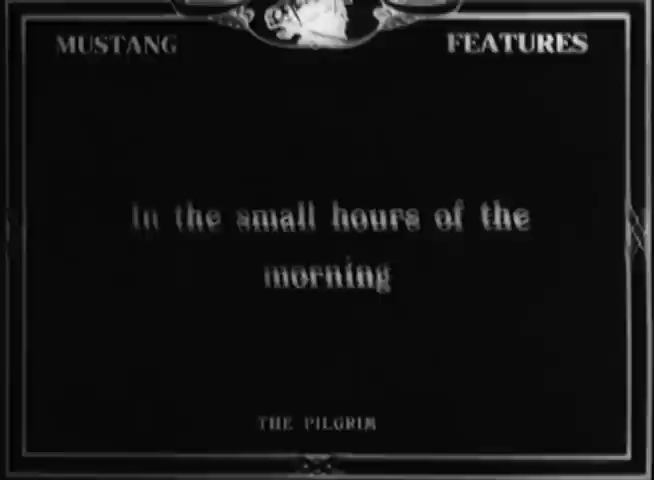 MUSTANG FEATURES
In the small hours of the
morning
THE PILGRIM